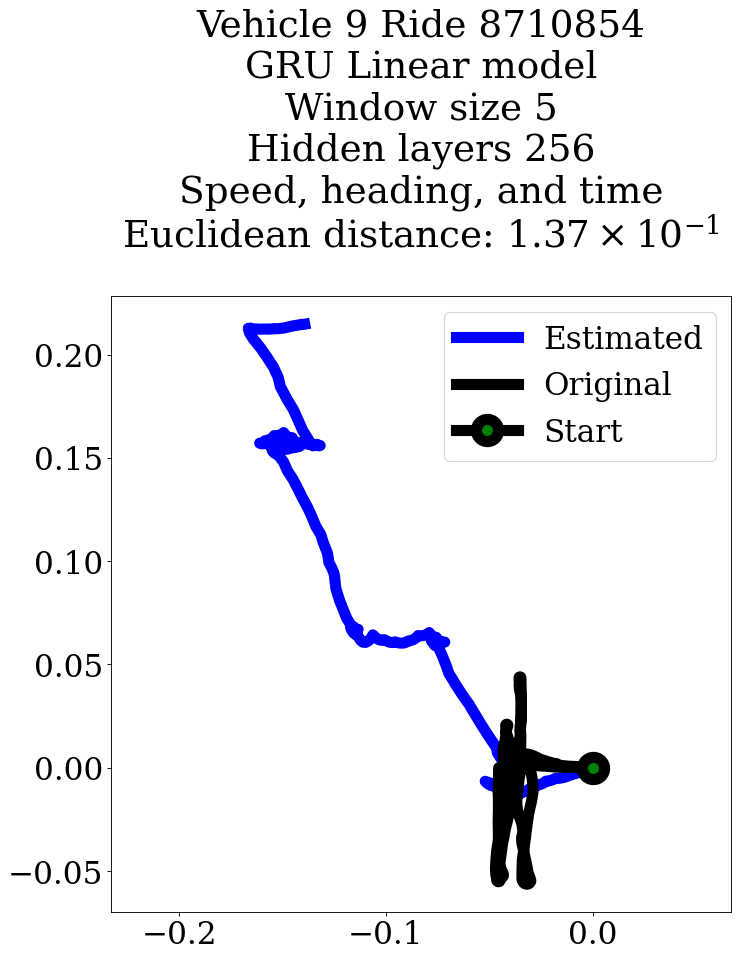 Vehicle 9 Ride 8710854
GRU Linear model
Window size 5
Hidden layers 256
Speed, heading, and time
Euclidean distance: 1.37 × 10⁻¹
Estimated
Original
Start
0.20
0.15
0.10
0.05
0.00
−0.05
−0.2
−0.1
0.0